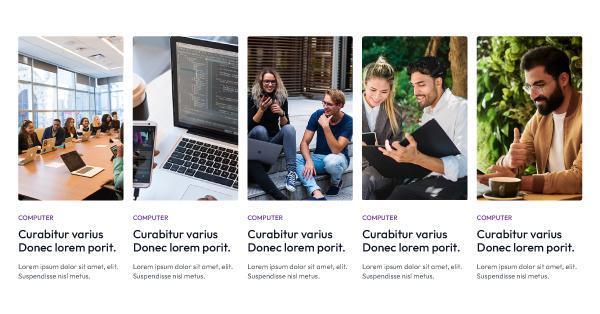 COMPUTER
Curabitur varius
Donec lorem porit.
Lorem ipsum dolor sit amet, elit.
Suspendisse nisl metus.
COMPUTER
Curabitur varius
Donec lorem porit.
Lorem ipsum dolor sit amet, elit.
Suspendisse nisl metus.
COMPUTER
Curabitur varius
Donec lorem porit.
Lorem ipsum dolor sit amet, elit.
Suspendisse nisl metus.
COMPUTER
Curabitur varius
Donec lorem porit.
Lorem ipsum dolor sit amet, elit.
Suspendisse nisl metus.
COMPUTER
Curabitur varius
Donec lorem porit.
Lorem ipsum dolor sit amet, elit.
Suspendisse nisl metus.